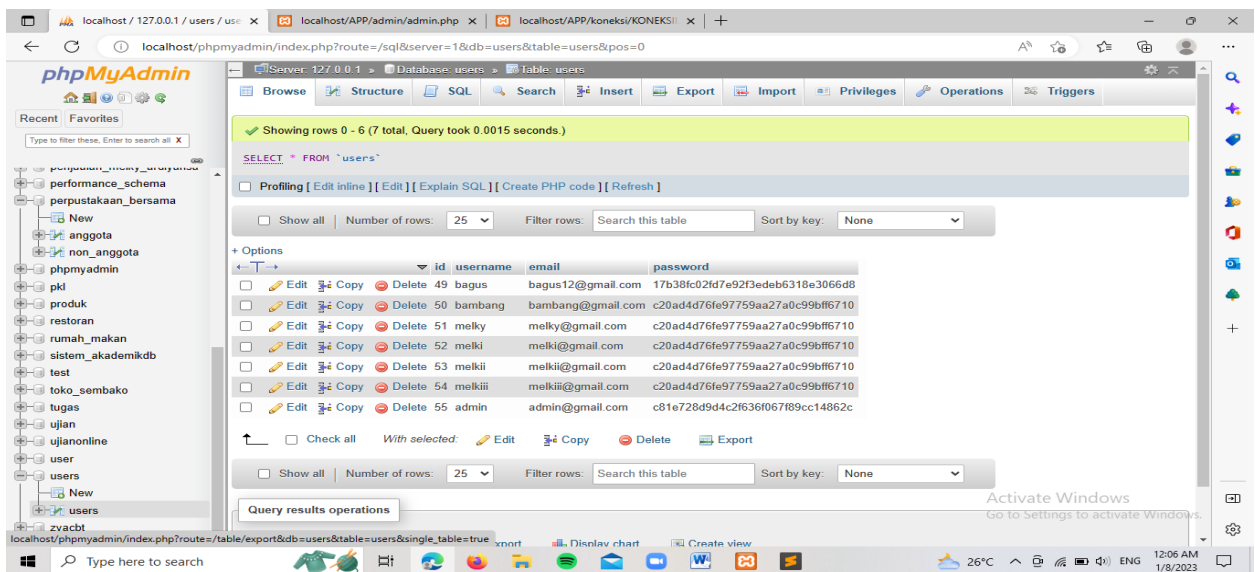 localhost / 127.0.0.1 / users / use
localhost/APP/admin/admin.php
localhost/APP/koneksi/KONEKSI
localhost/phpmyadmin/index.php?route=/sql&server=1&db=users&table=users&pos=0
phpMyAdmin
Recent Favorites
Type to filter these, Enter to search all X
performance_schema
perpustakaan_bersama
New
anggota
non_anggota
phpmyadmin
pkl
produk
restoran
rumah_makan
sistem_akademikdb
test
toko_sembako
tugas
ujian
ujianonline
user
users
New
users
zyacbt
Server: 127.0.0.1 » Database: users » Table: users
Browse Structure SQL Search Insert Export Import Privileges Operations Triggers
Showing rows 0 - 6 (7 total, Query took 0.0015 seconds.)
SELECT * FROM `users`
Profiling [ Edit inline ] [ Edit ] [ Explain SQL ] [ Create PHP code ] [ Refresh ]
Show all | Number of rows: 25 Filter rows: Search this table Sort by key: None
+ Options
id username email password
Edit Copy Delete 49 bagus bagus12@gmail.com 17b38fc02fd7e92f3edeb6318e3066d8
Edit Copy Delete 50 bambang bambang@gmail.com c20ad4d76fe97759aa27a0c99bff6710
Edit Copy Delete 51 melky melky@gmail.com c20ad4d76fe97759aa27a0c99bff6710
Edit Copy Delete 52 melki melki@gmail.com c20ad4d76fe97759aa27a0c99bff6710
Edit Copy Delete 53 melkii melkii@gmail.com c20ad4d76fe97759aa27a0c99bff6710
Edit Copy Delete 54 melkiii melkiii@gmail.com c20ad4d76fe97759aa27a0c99bff6710
Edit Copy Delete 55 admin admin@gmail.com c81e728d9d4c2f636f067f89cc14862c
Check all With selected: Edit Copy Delete Export
Show all | Number of rows: 25 Filter rows: Search this table Sort by key: None
Query results operations
Display chart Create view
Activate Windows
Go to Settings to activate Windows.
localhost/phpmyadmin/index.php?route=/table/export&db=users&table=users&single_table=true
Type here to search
26°C
ENG
12:06 AM
1/8/2023